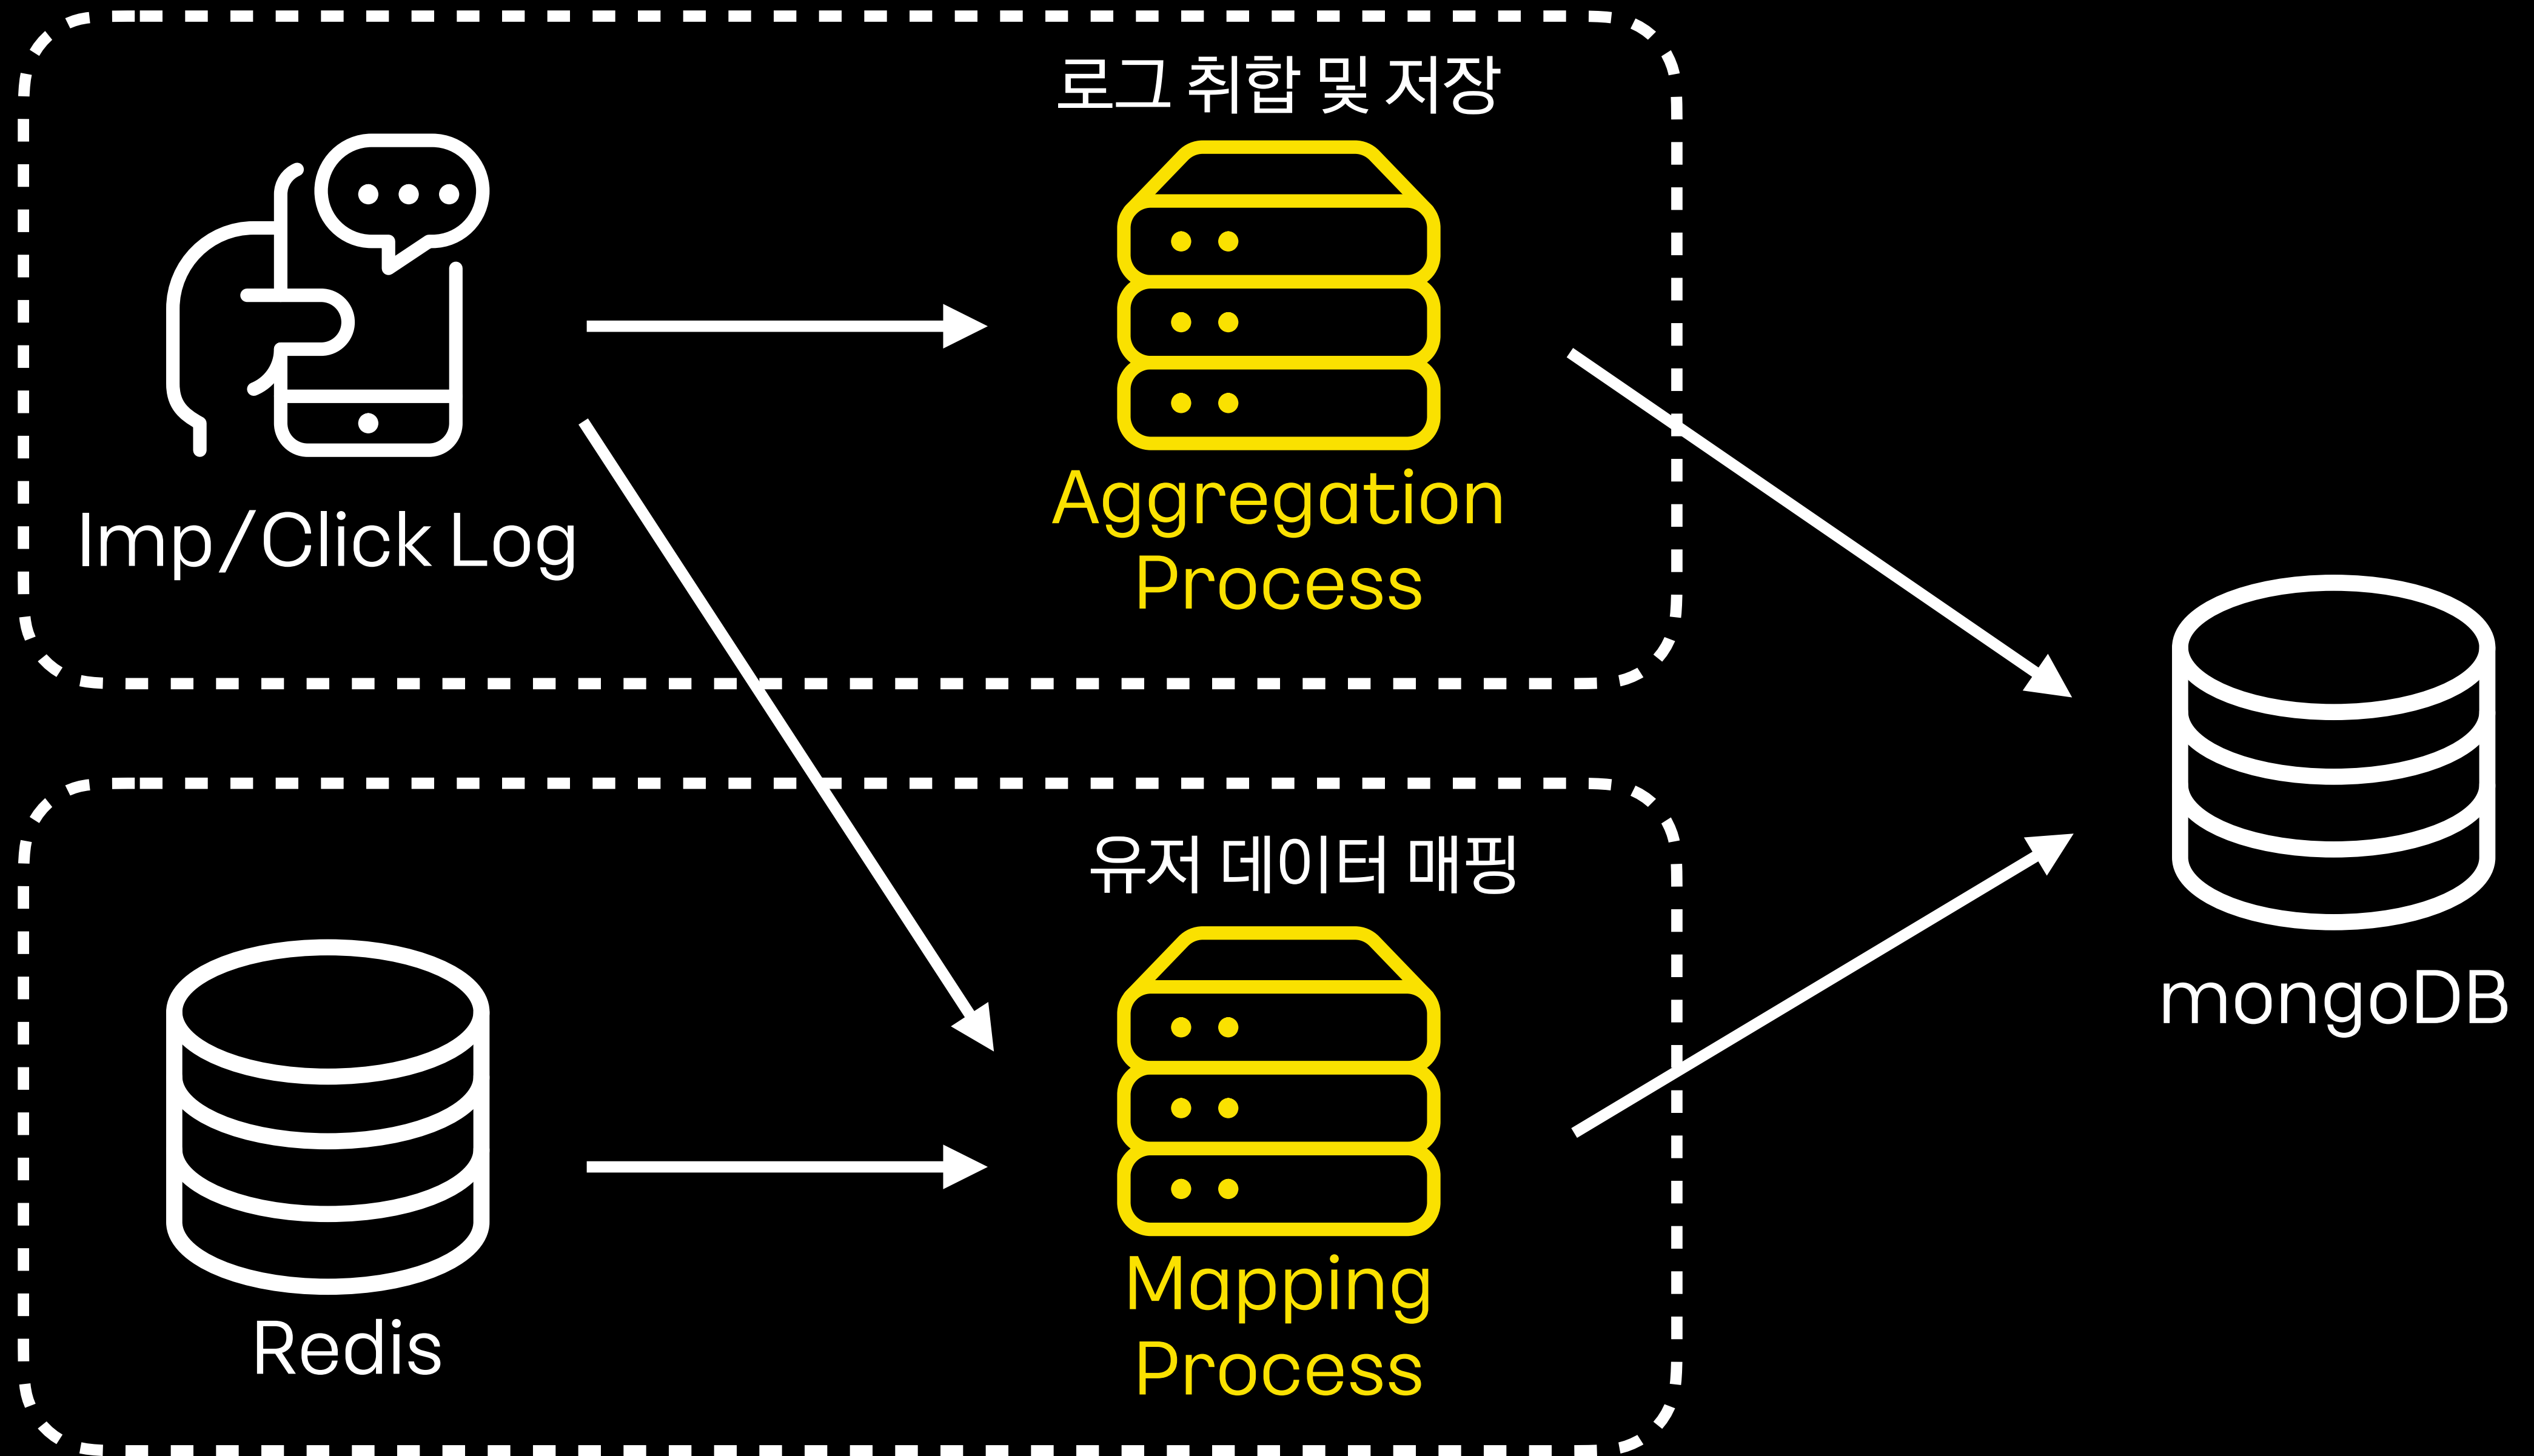 로그 취합 및 저장
Imp/Click Log
Aggregation
Process
유저 데이터 매핑
mongoDB
Redis
Mapping
Process